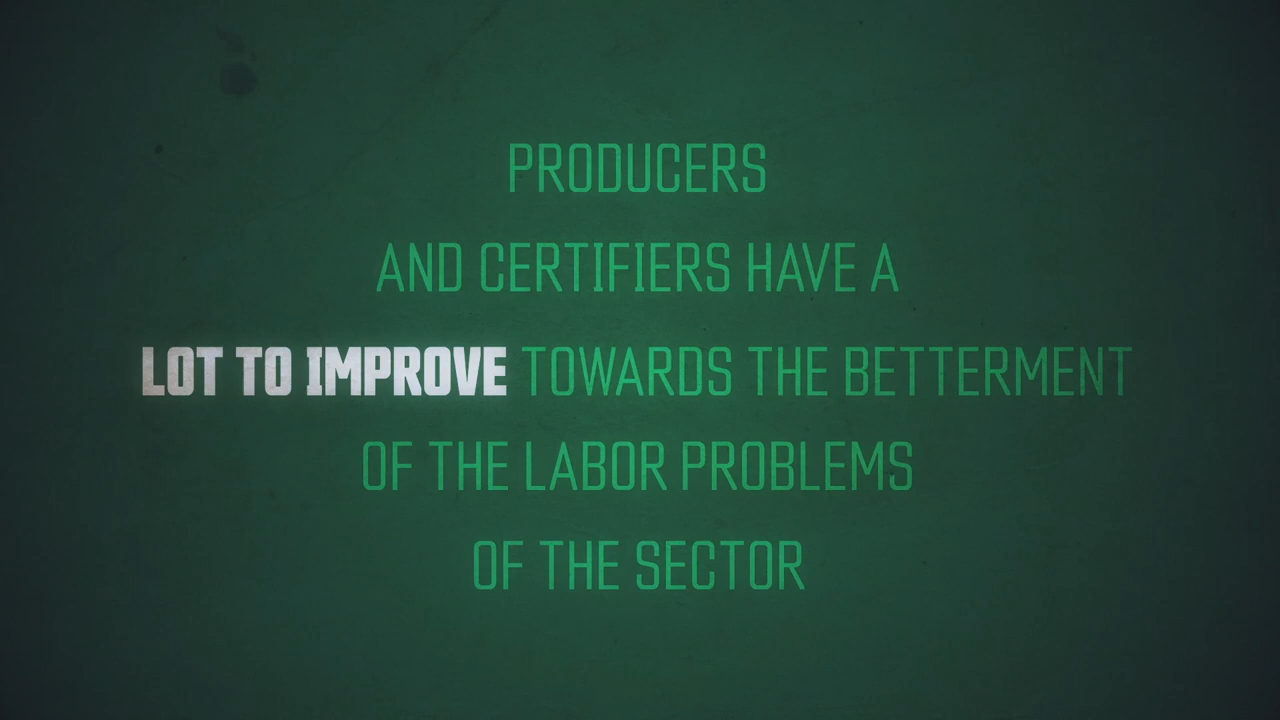 PRODUCERS
AND CERTIFIERS HAVE A
LOT TO IMPROVE TOWARDS THE BETTERMENT
OF THE LABOR PROBLEMS
OF THE SECTOR